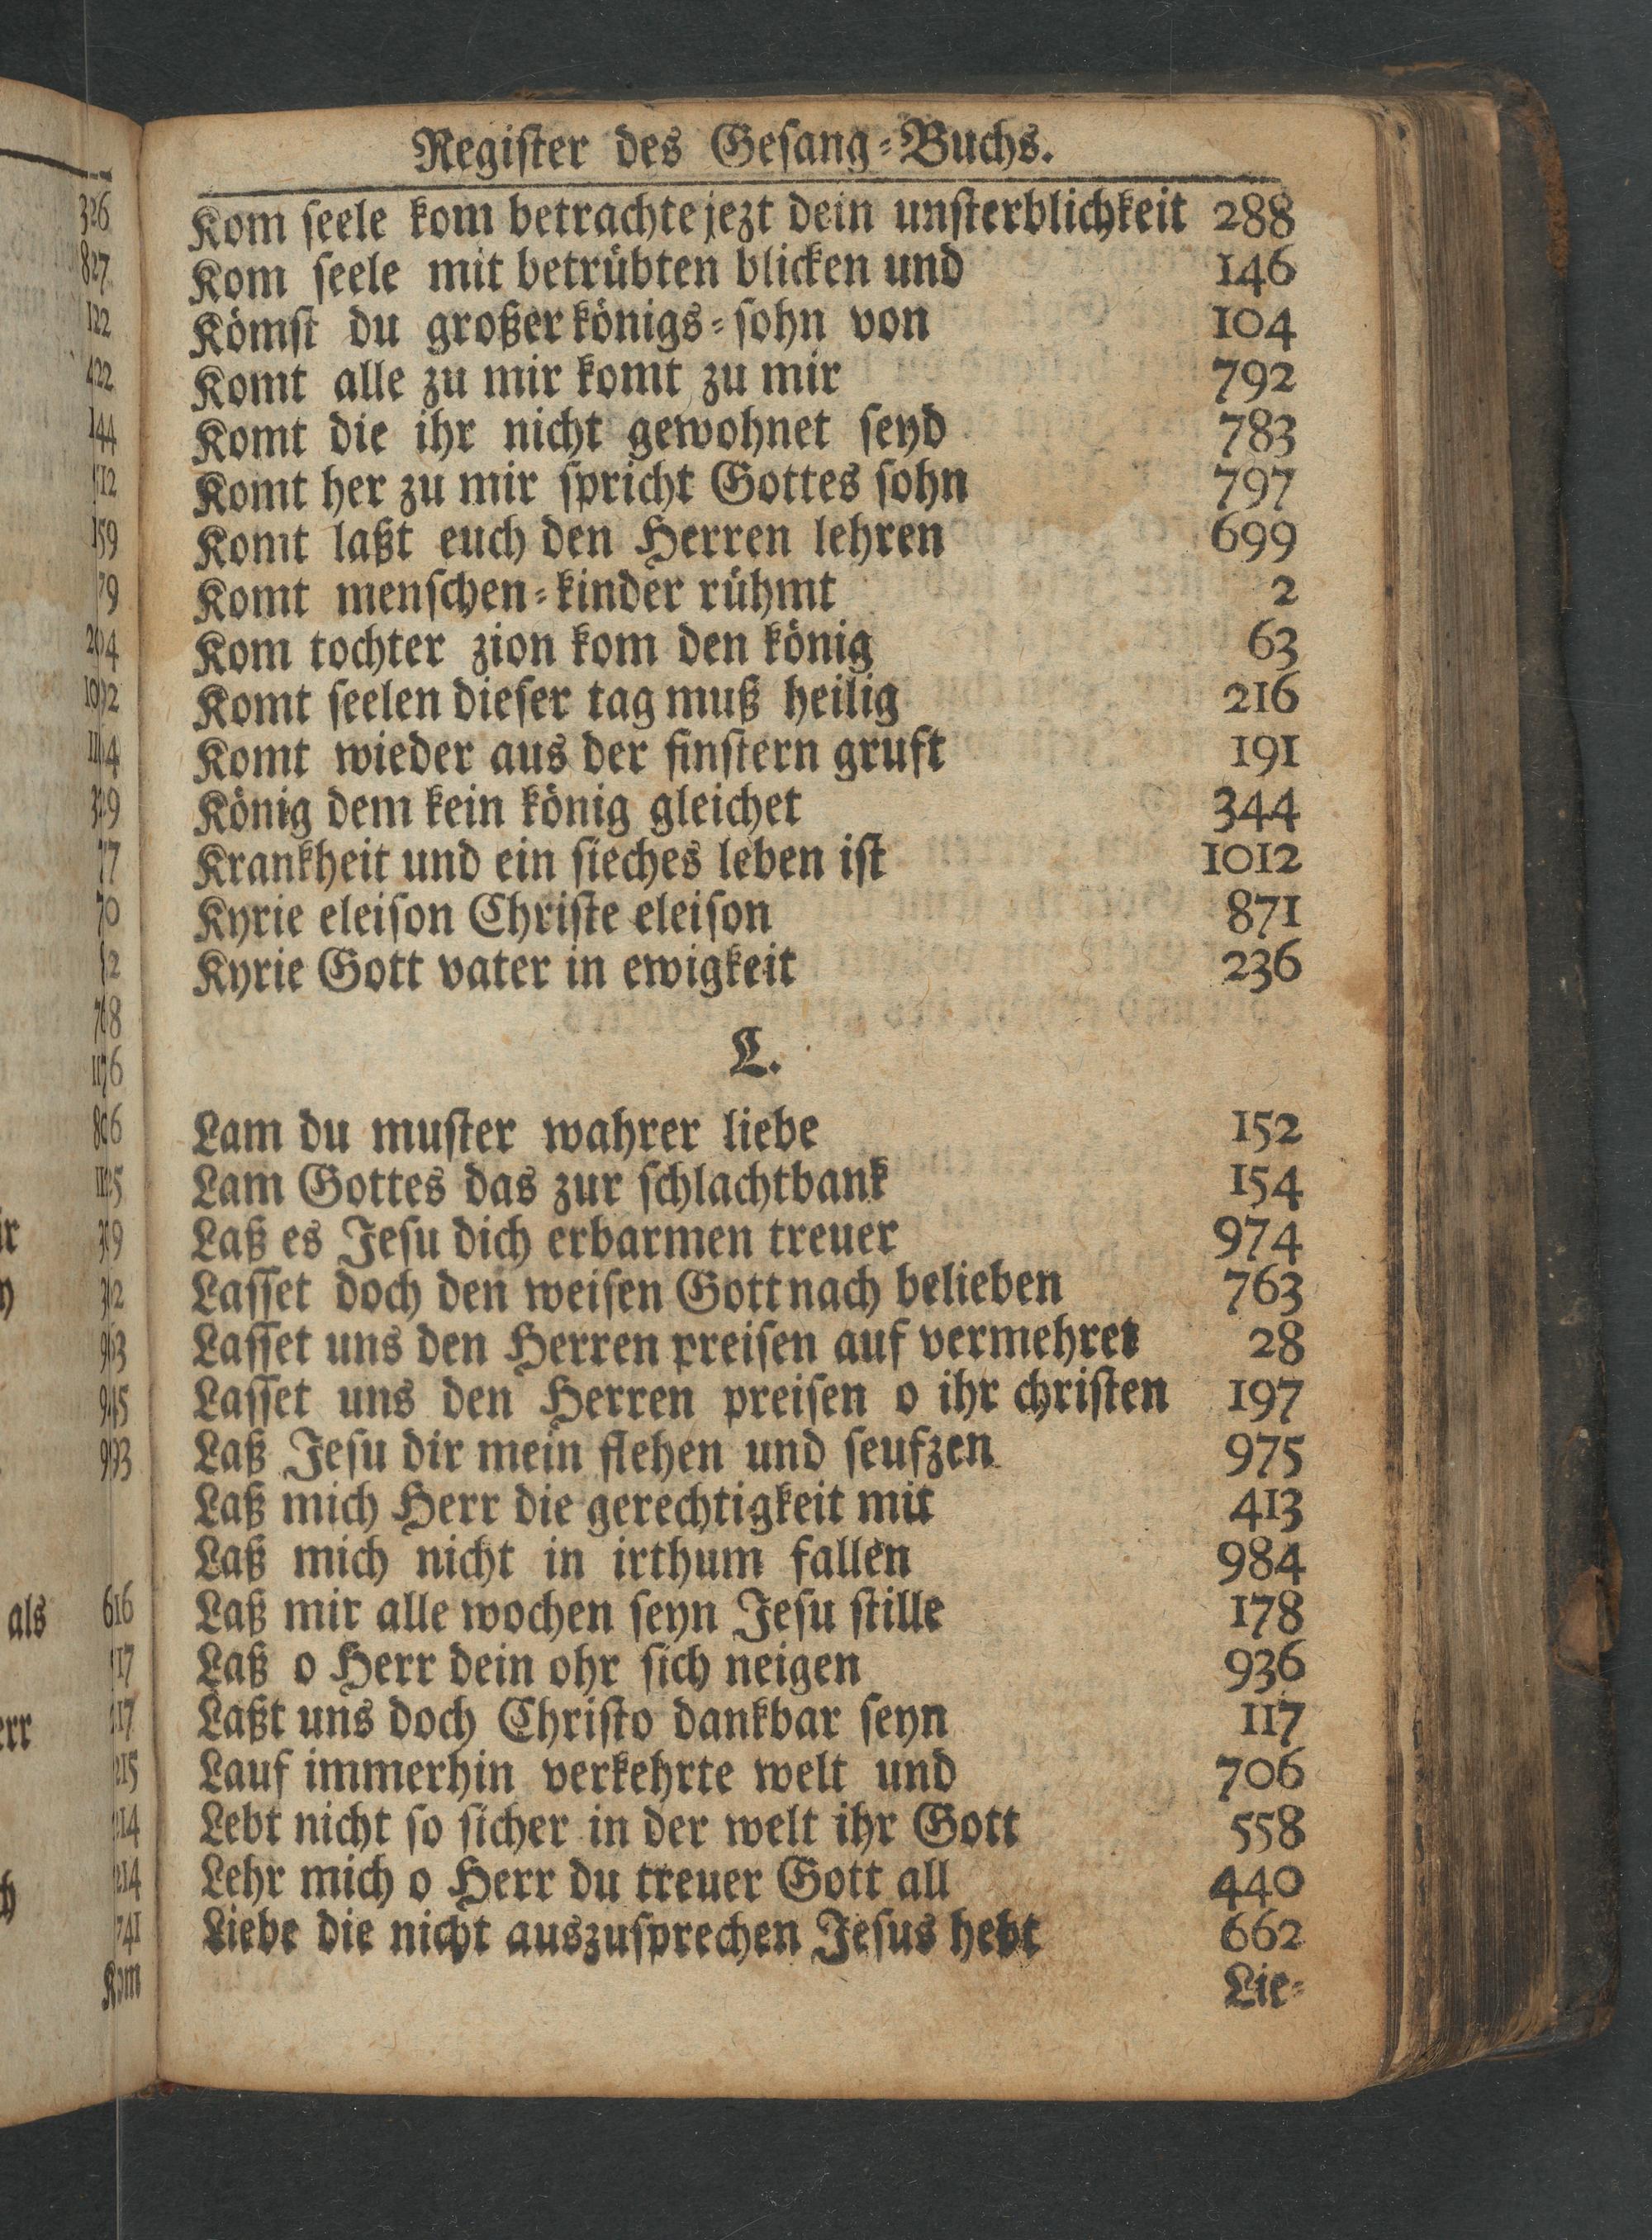 Register des Gesang-Buchs.
Kom seele kom betrachte jezt dein unsterblichkeit 288
Kom seele mit betrübten blicken und 146
Kömst du großer königs-sohn von 104
Komt alle zu mir komt zu mir 792
Komt die ihr nicht gewohnet seyd 783
Komt her zu mir spricht Gottes sohn 797
Komt laßt euch den Herren lehren 699
Komt menschen-kinder rühmt 2
Kom tochter zion kom den könig 63
Komt seelen dieser tag muß heilig 216
Komt wieder aus der finstern gruft 191
König dem kein könig gleichet 344
Krankheit und ein sieches leben ist 1012
Kyrie eleison Christe eleison 871
Kyrie Gott vater in ewigkeit 236
L.
Lam du muster wahrer liebe 152
Lam Gottes das zur schlachtbank 154
Laß es Jesu dich erbarmen treuer 974
Lasset doch den weisen Gott nach belieben 763
Lasset uns den Herren preisen auf vermehret 28
Lasset uns den Herren preisen o ihr christen 197
Laß Jesu dir mein flehen und seufzen 975
Laß mich Herr die gerechtigkeit mit 413
Laß mich nicht in irthum fallen 984
Laß mir alle wochen seyn Jesu stille 178
Laß o Herr dein ohr sich neigen 936
Laßt uns doch Christo dankbar seyn 117
Lauf immerhin verkehrte welt und 706
Lebt nicht so sicher in der welt ihr Gott 558
Lehr mich o Herr du treuer Gott all 440
Liebe die nicht auszusprechen Jesus hebt 662
Lie-